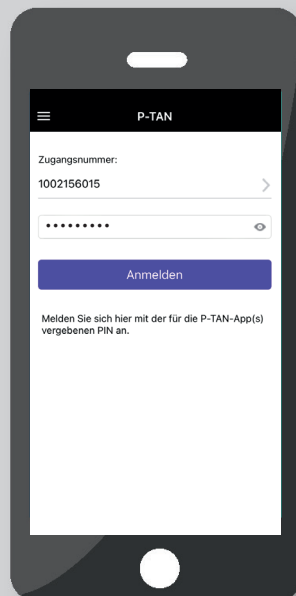 P-TAN
Zugangsnummer:
1002156015
•••••••••
Anmelden
Melden Sie sich hier mit der für die P-TAN-App(s)
vergebenen PIN an.